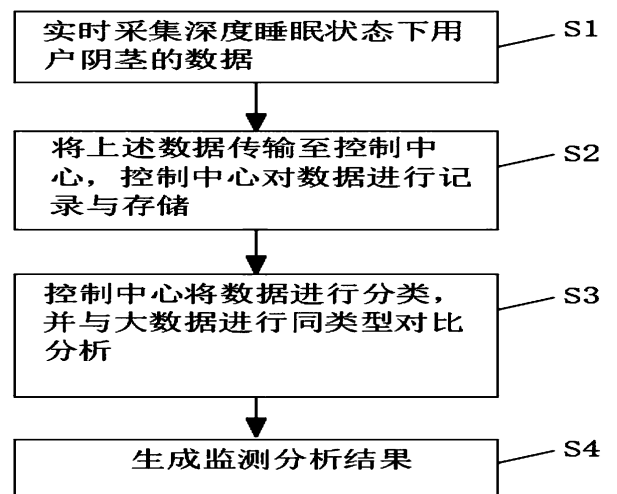 实时采集深度睡眠状态下用
户阴茎的数据
S1
将上述数据传输至控制中
心，控制中心对数据进行记
录与存储
S2
控制中心将数据进行分类，
并与大数据进行同类型对比
分析
S3
生成监测分析结果
S4